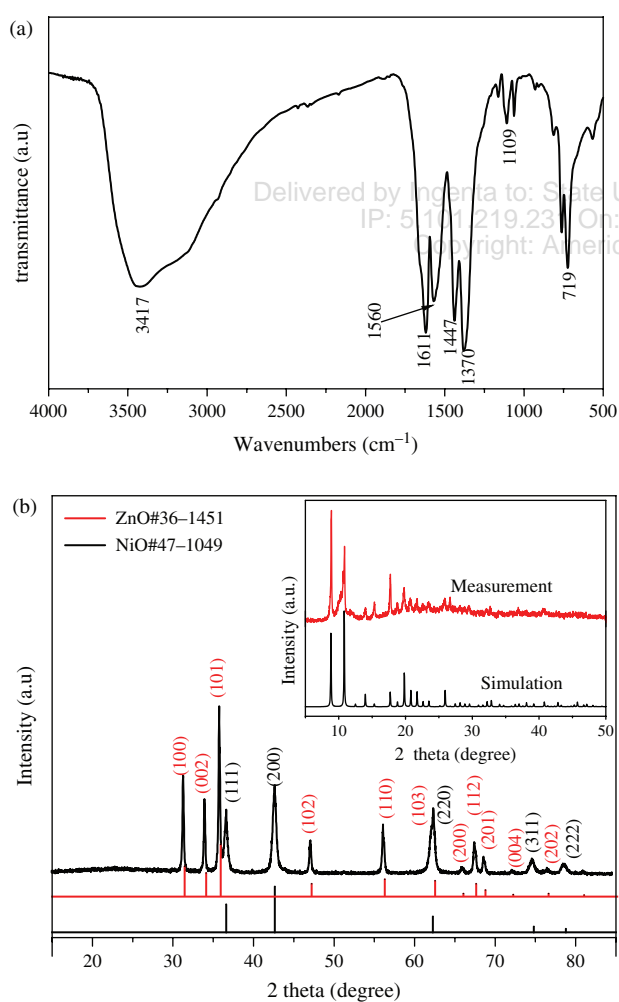 (a)
transmittance (a.u)
Delivered by Ingenta to: State U
IP: 5.101.219.231 On:
Copyright: Americ
3417
1560
1611
1447
1370
1109
719
4000 3500 3000 2500 2000 1500 1000 500
Wavenumbers (cm⁻¹)
(b)
ZnO#36–1451
NiO#47–1049
Intensity (a.u)
(100)
(002)
(101)
(111)
(200)
(102)
(110)
(103)
(220)
(200)
(112)
(201)
(004)
(311)
(202)
(222)
20 30 40 50 60 70 80
2 theta (degree)
Intensity (a.u.)
Measurement
Simulation
10 20 30 40 50
2 theta (degree)